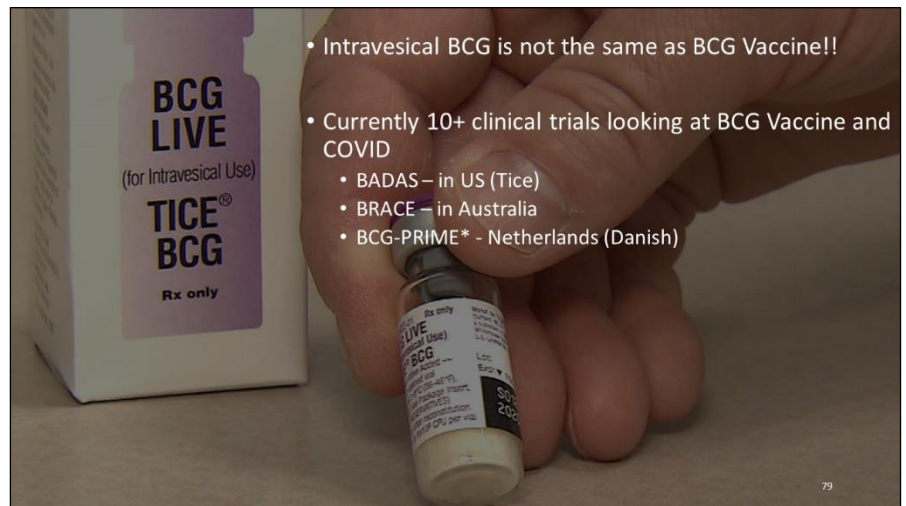 BCG
LIVE
(for Intravesical Use)
TICE®
BCG
Rx only
• Intravesical BCG is not the same as BCG Vaccine!!
• Currently 10+ clinical trials looking at BCG Vaccine and
COVID
• BADAS – in US (Tice)
• BRACE – in Australia
• BCG-PRIME* - Netherlands (Danish)
Rx only
LIVE
BCG
Lot:
Exp:
79